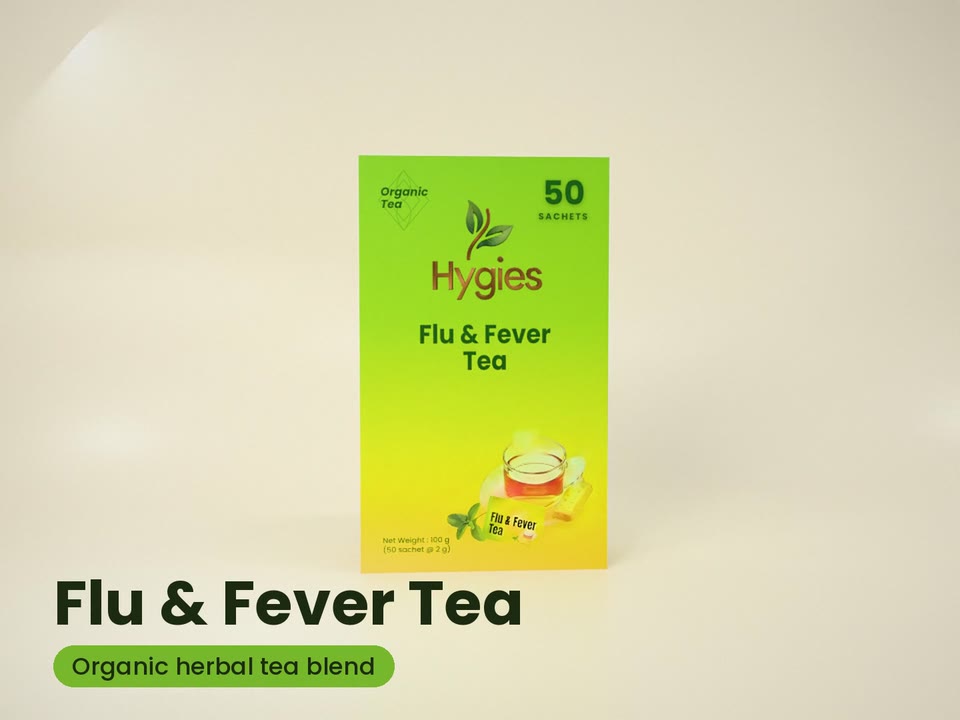 Organic
Tea
50
SACHETS
Hygies
Flu & Fever
Tea
Flu & Fever
Tea
Net Weight : 100 g
(50 sachet @ 2 g)
Flu & Fever Tea
Organic herbal tea blend